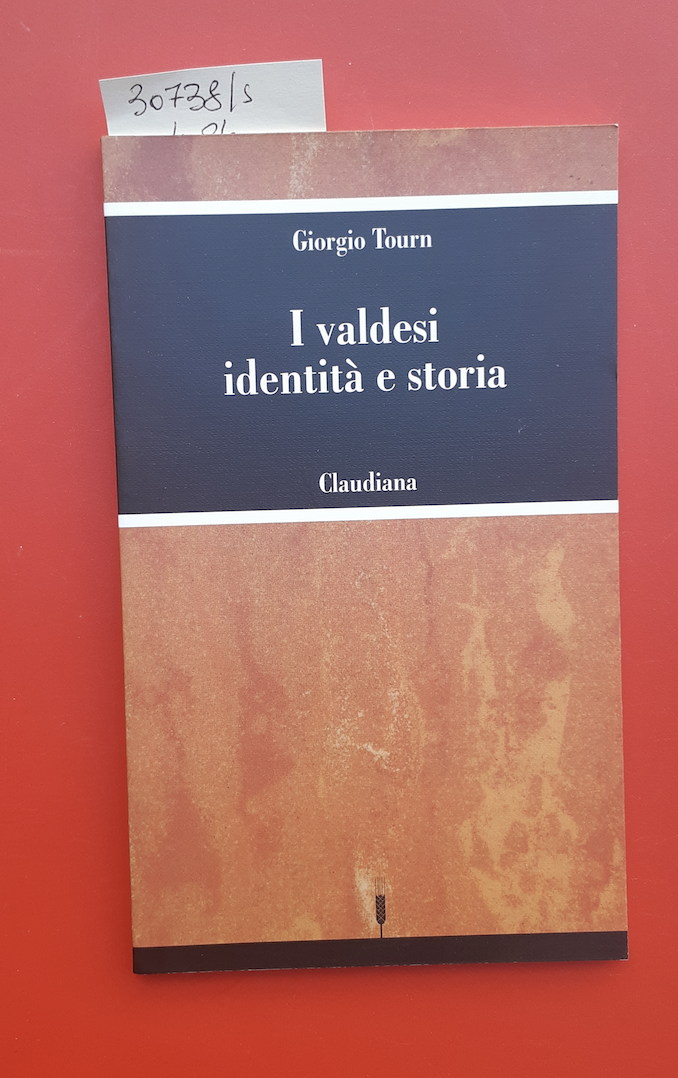 30738/s
Giorgio Tourn
I valdesi
identità e storia
Claudiana